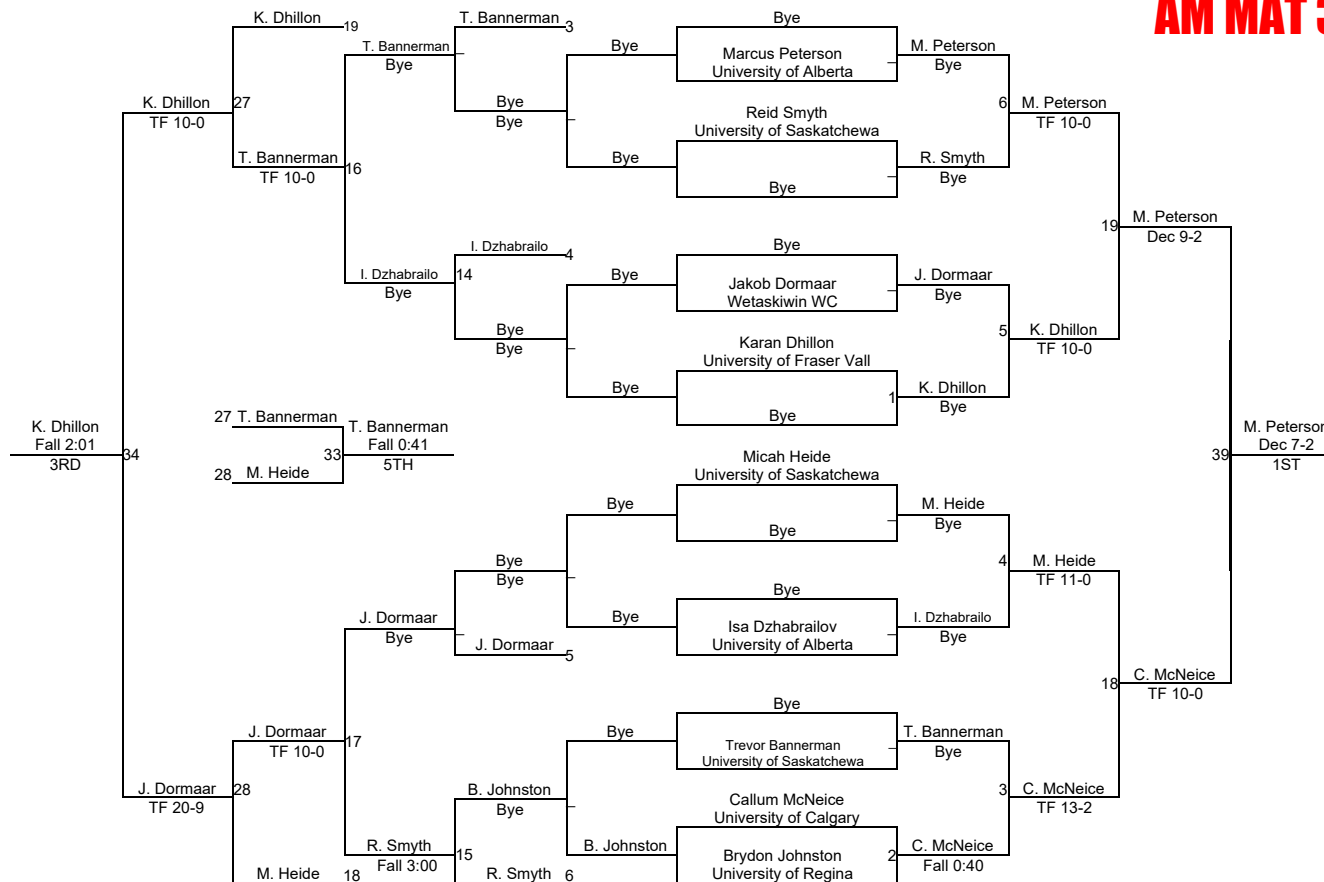 AM MAT
K. Dhillon
19
T. Bannerman
3
Bye
T. Bannerman
Bye
Bye
Marcus Peterson
University of Alberta
M. Peterson
Bye
K. Dhillon
27
TF 10-0
Bye
Bye
6
M. Peterson
TF 10-0
Reid Smyth
University of Saskatchewa
T. Bannerman
16
TF 10-0
Bye
R. Smyth
Bye
Bye
M. Peterson
19
Dec 9-2
I. Dzhabrailo
4
Bye
I. Dzhabrailo
14
Bye
Bye
Jakob Dormaar
Wetaskiwin WC
J. Dormaar
Bye
Bye
Bye
5
K. Dhillon
TF 10-0
Karan Dhillon
University of Fraser Vall
Bye
1
K. Dhillon
Bye
Bye
K. Dhillon
Fall 2:01
3RD
34
27 T. Bannerman
33
T. Bannerman
Fall 0:41
5TH
28 M. Heide
M. Peterson
39
Dec 7-2
1ST
Micah Heide
University of Saskatchewa
Bye
M. Heide
Bye
Bye
Bye
Bye
4
M. Heide
TF 11-0
Bye
J. Dormaar
Bye
Bye
Isa Dzhabrailov
University of Alberta
I. Dzhabrailo
Bye
J. Dormaar
5
18
C. McNeice
TF 10-0
Bye
J. Dormaar
17
TF 10-0
Bye
Trevor Bannerman
University of Saskatchewa
T. Bannerman
Bye
J. Dormaar
28
TF 20-9
B. Johnston
Bye
3
C. McNeice
TF 13-2
Callum McNeice
University of Calgary
R. Smyth
15
Fall 3:00
B. Johnston
Brydon Johnston
University of Regina
2
C. McNeice
Fall 0:40
M. Heide
18
R. Smyth
6